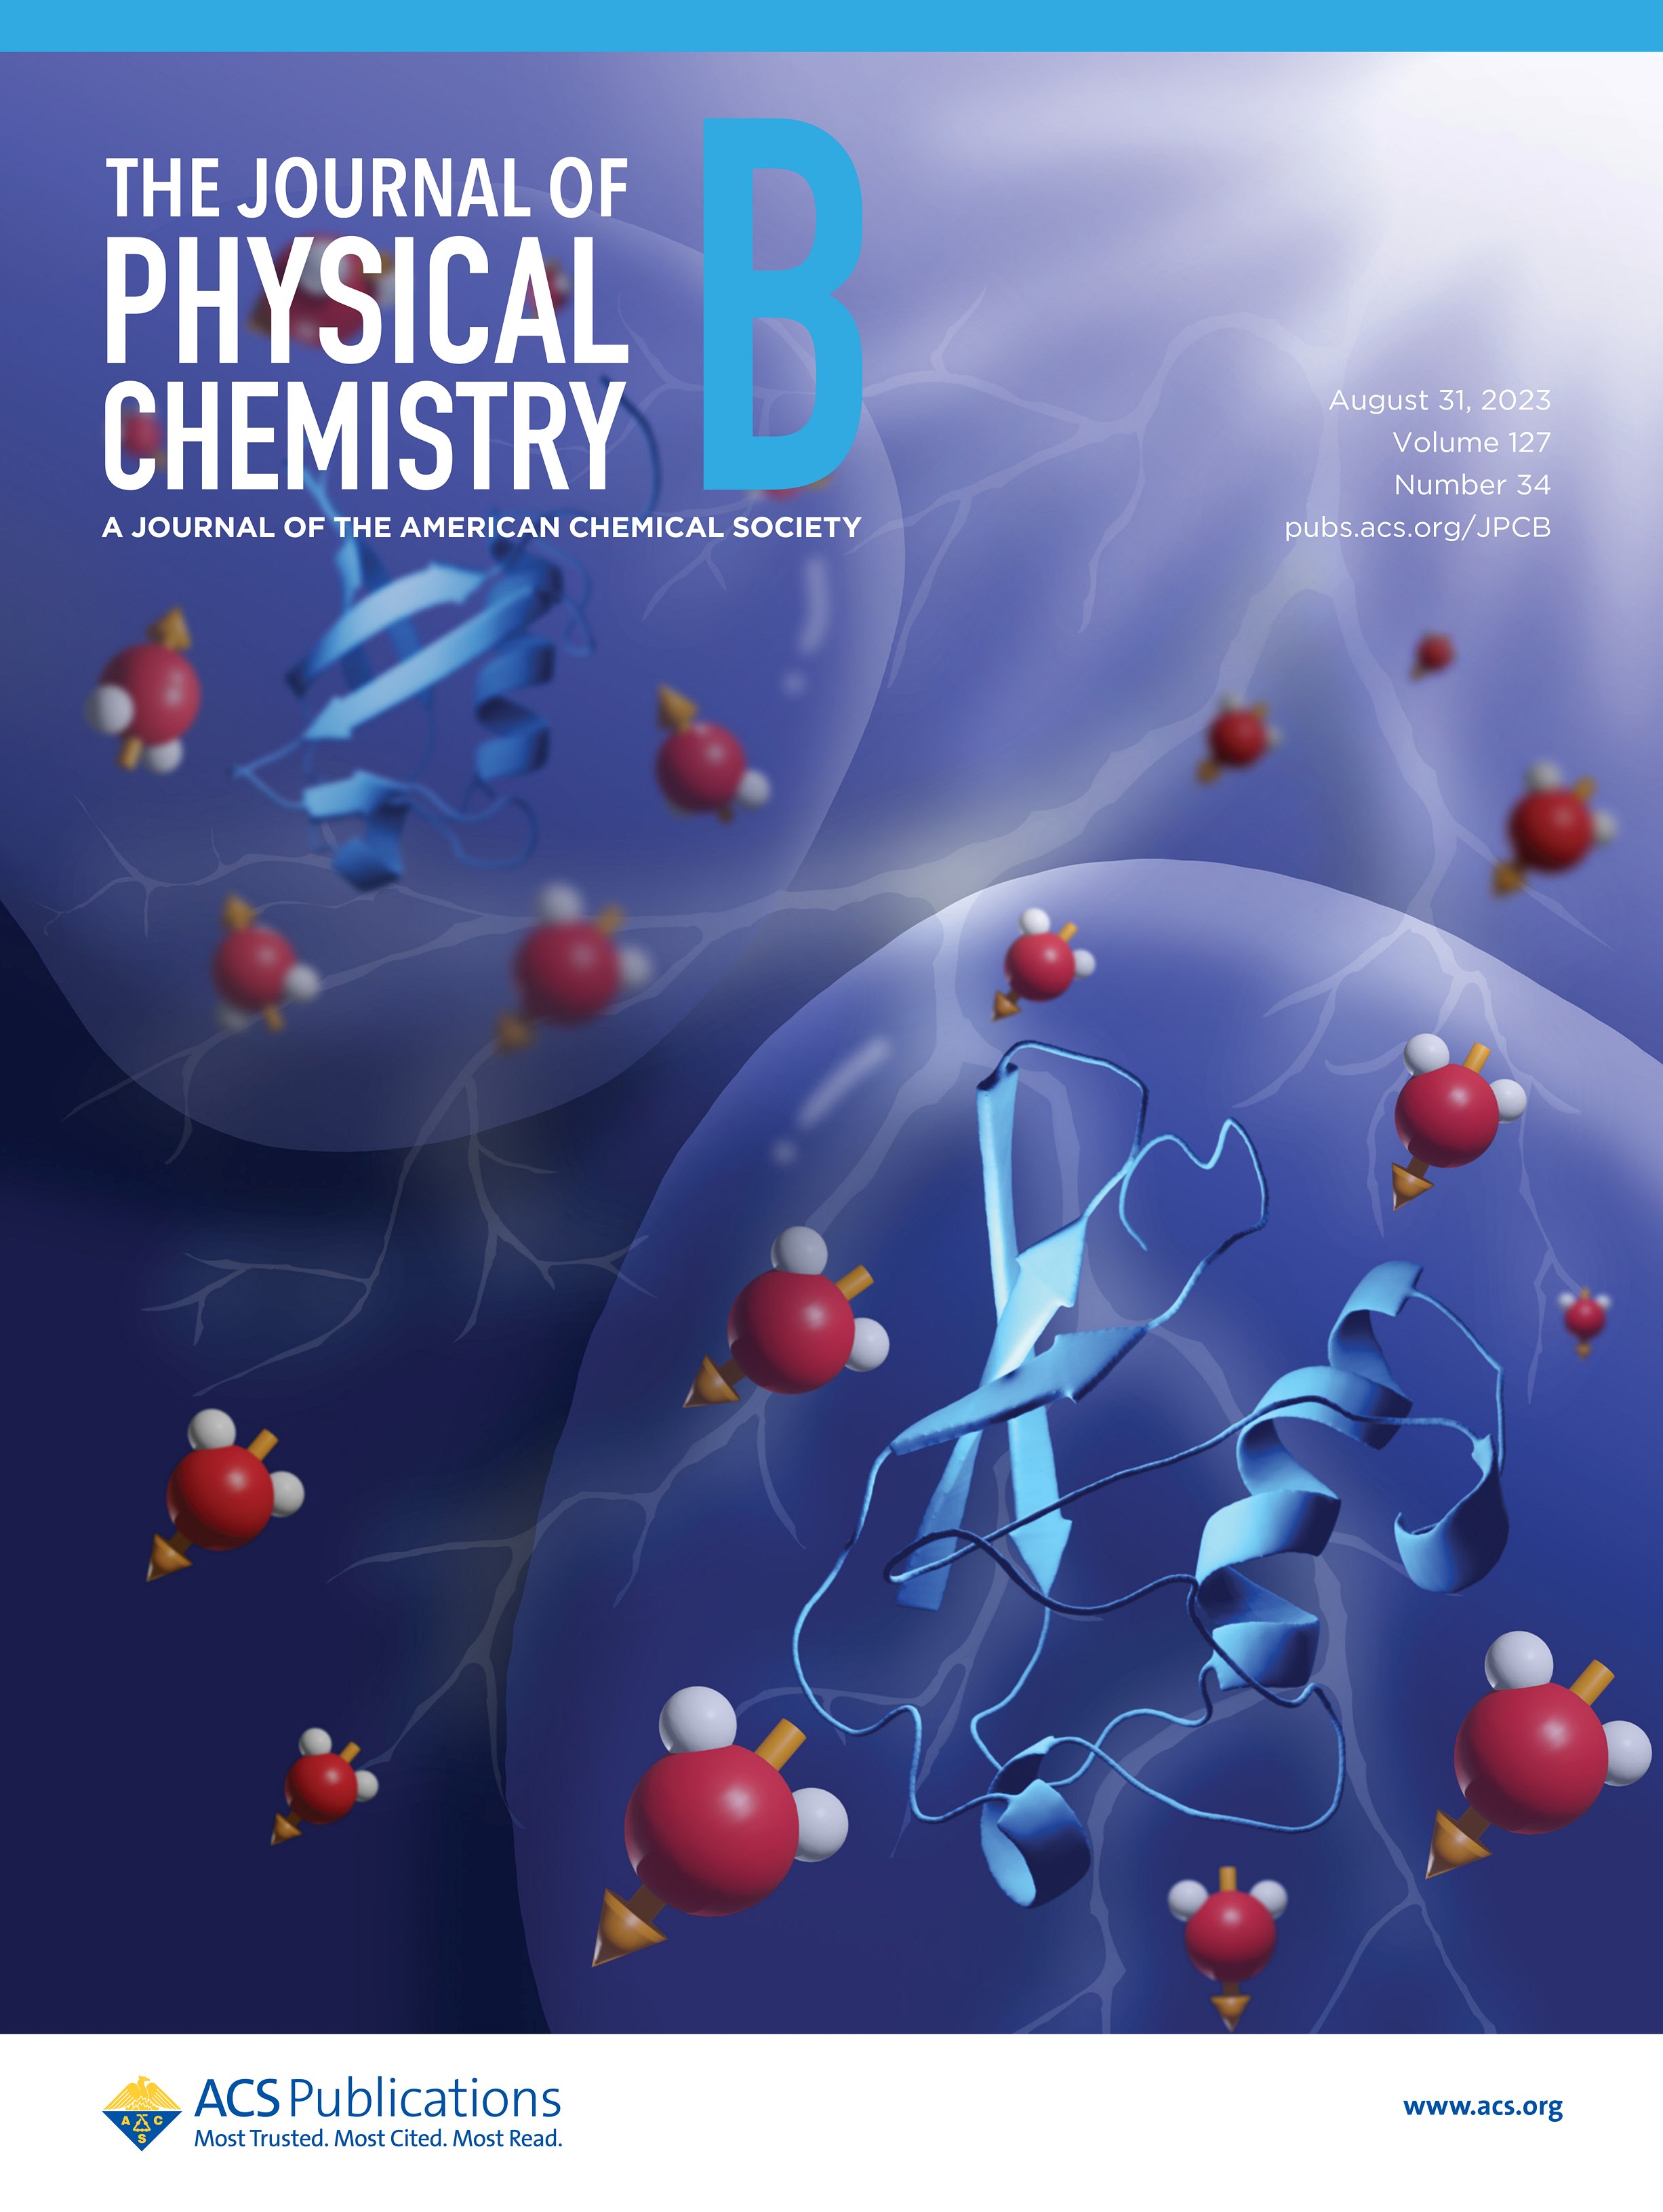 THE JOURNAL OF
PHYSICAL
CHEMISTRY
B
A JOURNAL OF THE AMERICAN CHEMICAL SOCIETY
August 31, 2023
Volume 127
Number 34
pubs.acs.org/JPCB
A C
S
ACS Publications
Most Trusted. Most Cited. Most Read.
www.acs.org